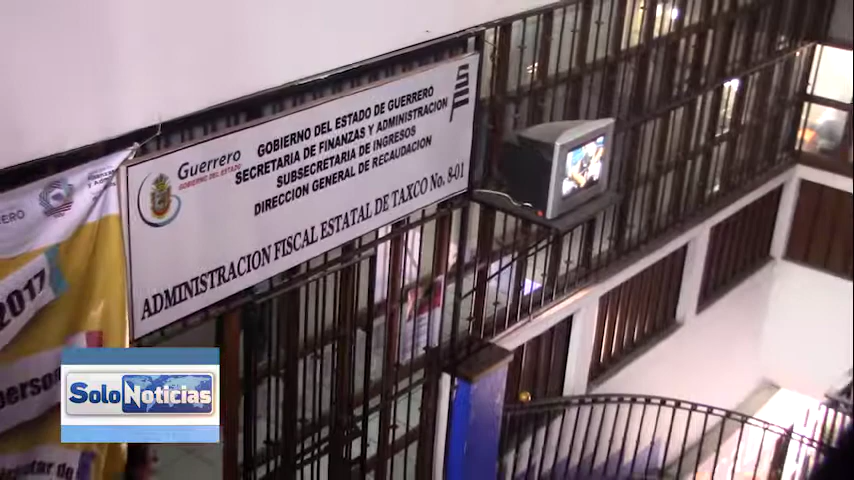 Guerrero
GOBIERNO DEL ESTADO
GOBIERNO DEL ESTADO DE GUERRERO
SECRETARIA DE FINANZAS Y ADMINISTRACION
SUBSECRETARIA DE INGRESOS
DIRECCION GENERAL DE RECAUDACION
ADMINISTRACION FISCAL ESTATAL DE TAXCO No. 8-01
2017
SoloNoticias